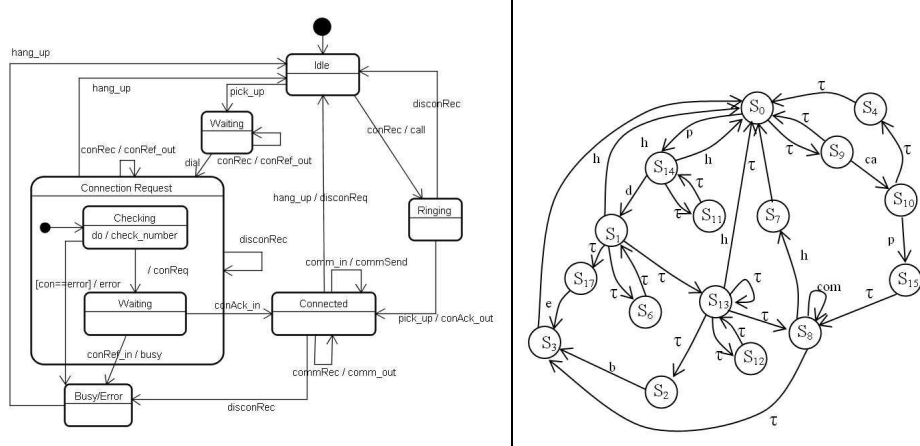 hang_up
Idle
hang_up
pick_up
disconRec
Waiting
conRec / call
conRec / conRef_out
conRec / conRef_out
dial
Connection Request
hang_up / disconReq
Ringing
Checking
do / check_number
disconRec
/ conReq
comm_in / commSend
[con==error] / error
Waiting
conAck_in
Connected
pick_up / conAck_out
conRef_in / busy
commRec / comm_out
Busy/Error
disconRec
τ
S0
S4
p
τ
τ
S9
τ
h
h
h
ca
S14
τ
d
τ
τ
S11
S10
S1
S7
p
τ
τ
S17
τ
τ
h
h
S15
S6
S13
τ
com
τ
τ
e
S3
τ
τ
τ
S12
S8
b
S2
τ